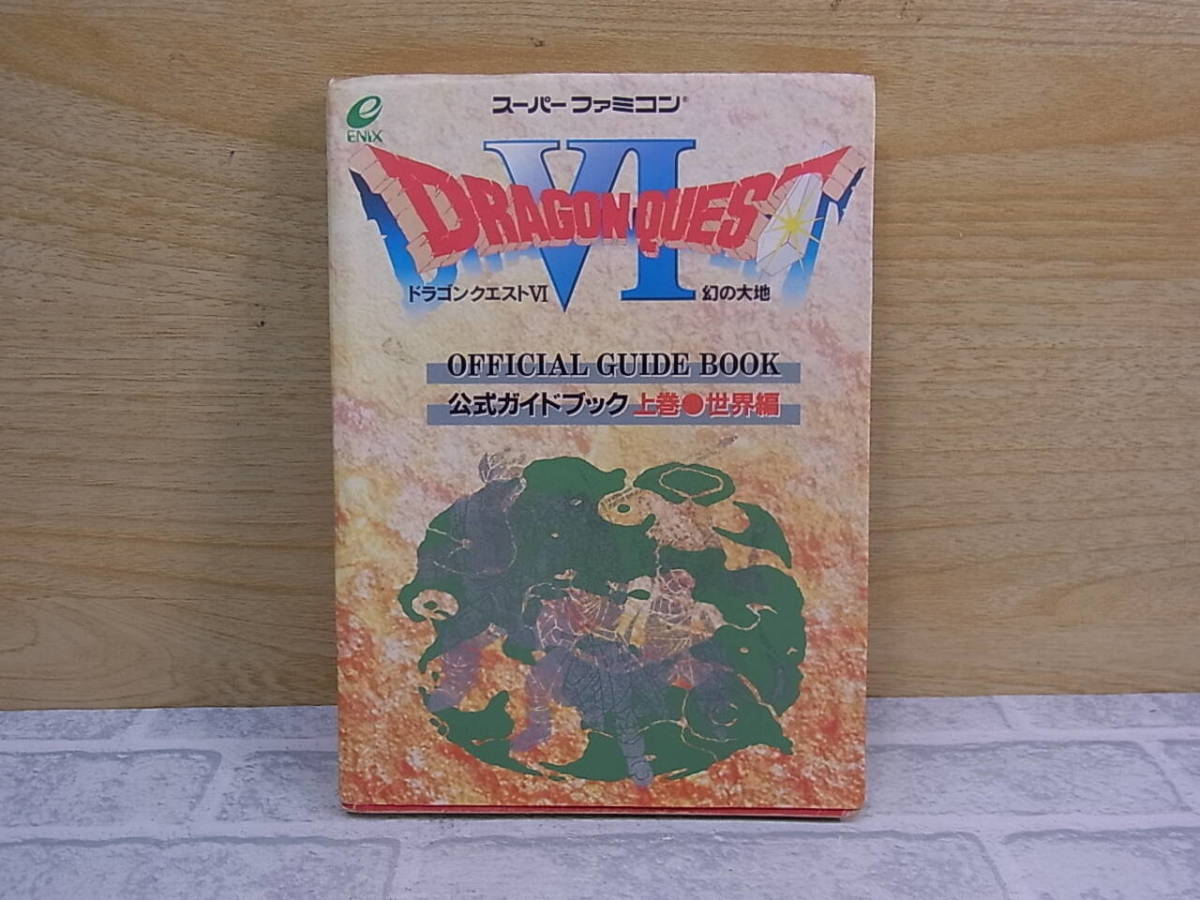 スーパーファミコン®
ENIX
VI
DRAGON QUEST
ドラゴンクエストVI 幻の大地
OFFICIAL GUIDE BOOK
公式ガイドブック 上巻●世界編